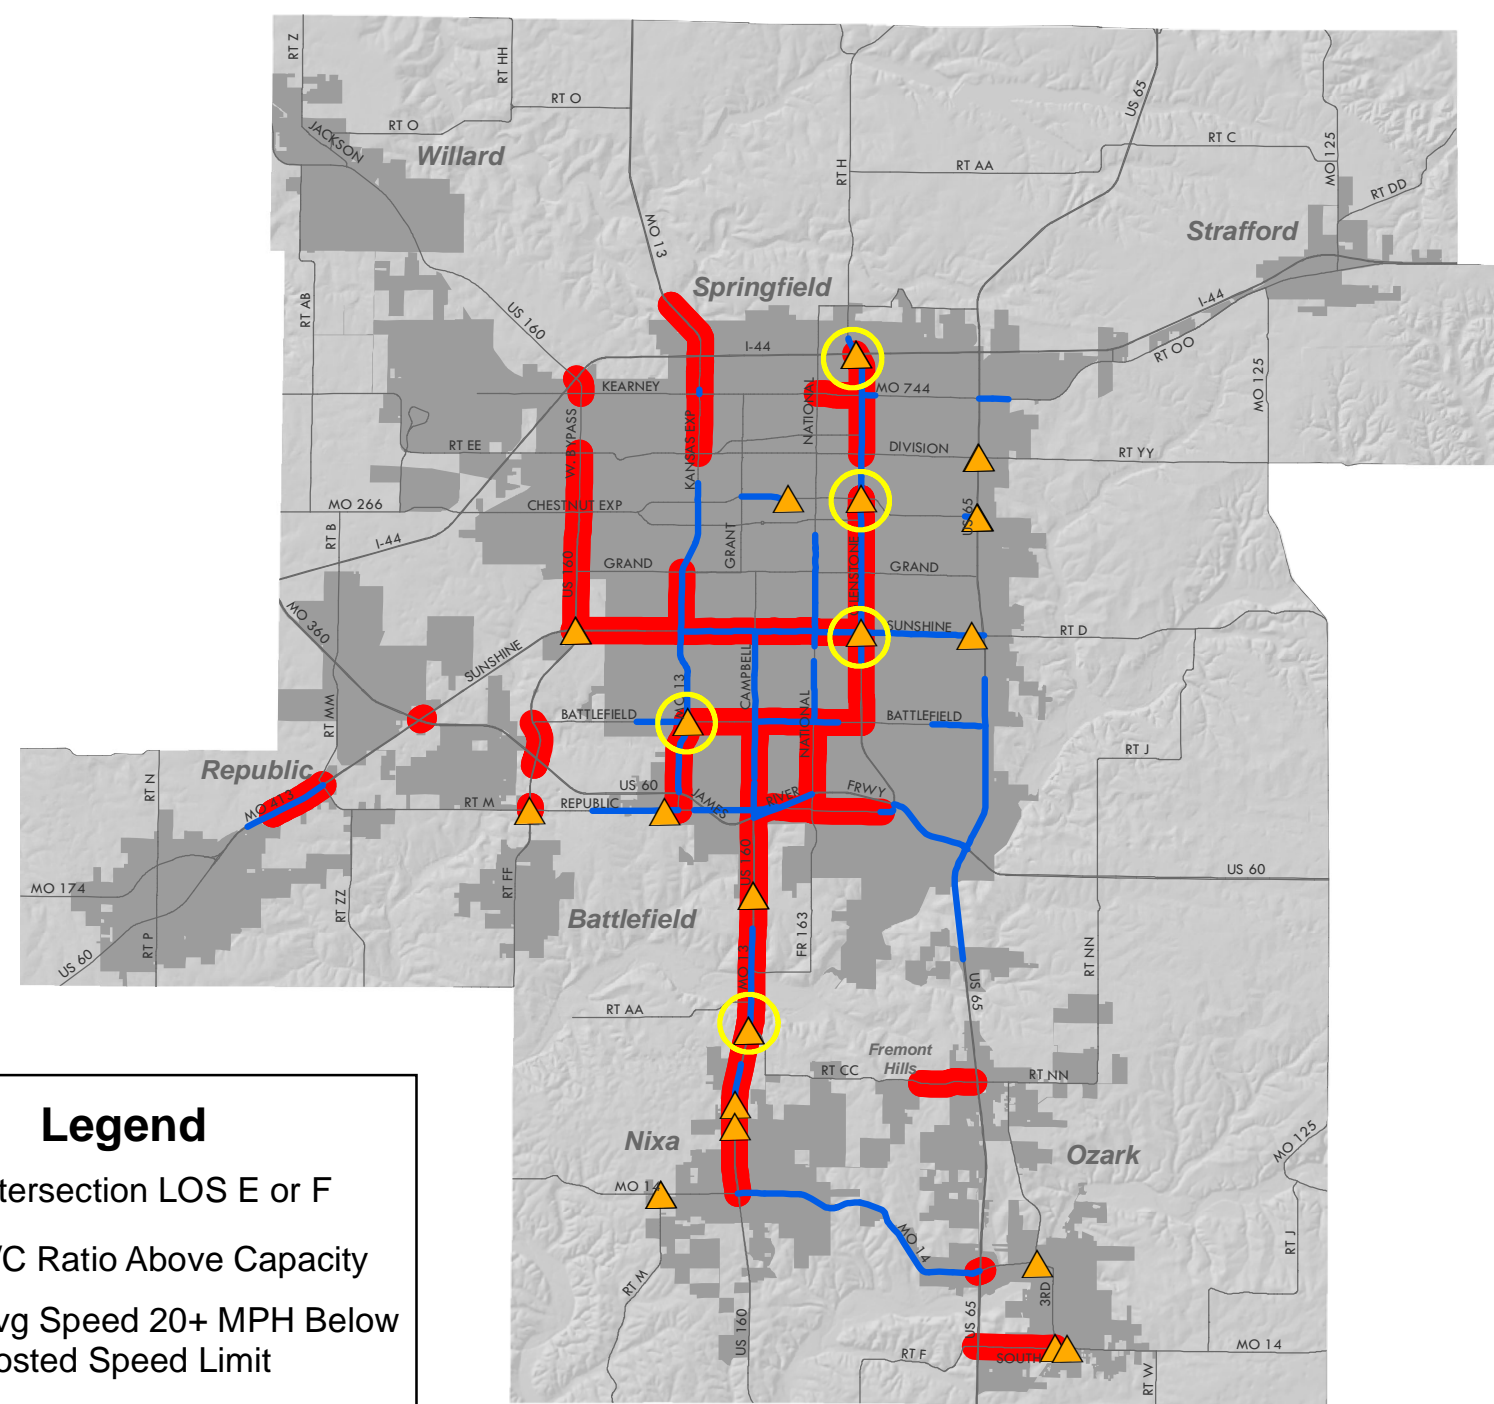 RT Z
RT HH
RT O
RT O
JACKSON
Willard
US 65
RT C
MO 125
RT H
RT AA
RT DD
MO 13
Strafford
Springfield
RT AB
US 160
I-44
I-44
RT OO
MO 125
KEARNEY
NATIONAL
MO 744
W. BYPASS
KANSAS EXP
RT EE
DIVISION
RT YY
MO 266
CHESTNUT EXP
US 65
RT B
I-44
GRANT
US 160
GRAND
GRAND
MO 360
SUNSHINE
SUNSHINE
RT D
CAMPBELL
MO 13
RT MM
BATTLEFIELD
NATIONAL
BATTLEFIELD
RT J
Republic
RT N
US 60
JAMES
RIVER
FRWY
MO 413
RT M
REPUBLIC
US 160
US 60
MO 174
RT ZZ
RT FF
Battlefield
FR 163
RT P
US 60
MO 13
RT NN
US 65
RT AA
Fremont
Hills
RT CC
RT NN
Nixa
Ozark
MO 125
MO 14
MO 14
RT J
RT M
3RD
US 160
US 65
RT F
SOUTH
MO 14
RT W
Legend
tersection LOS E or F
/C Ratio Above Capacity
vg Speed 20+ MPH Below
osted Speed Limit